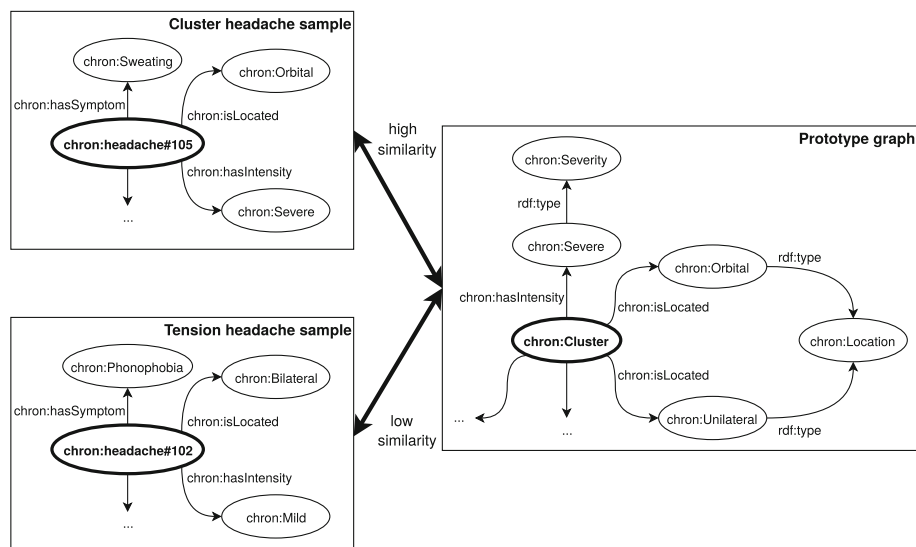 Cluster headache sample
chron:Sweating
chron:Orbital
chron:hasSymptom
chron:isLocated
chron:headache#105
chron:hasIntensity
chron:Severe
...
high
similarity
Tension headache sample
chron:Phonophobia
chron:Bilateral
chron:hasSymptom
chron:isLocated
chron:headache#102
chron:hasIntensity
chron:Mild
...
low
similarity
Prototype graph
chron:Severity
rdf:type
chron:Severe
chron:Orbital
rdf:type
chron:hasIntensity
chron:isLocated
chron:Cluster
chron:Location
chron:isLocated
...
chron:Unilateral
rdf:type
...